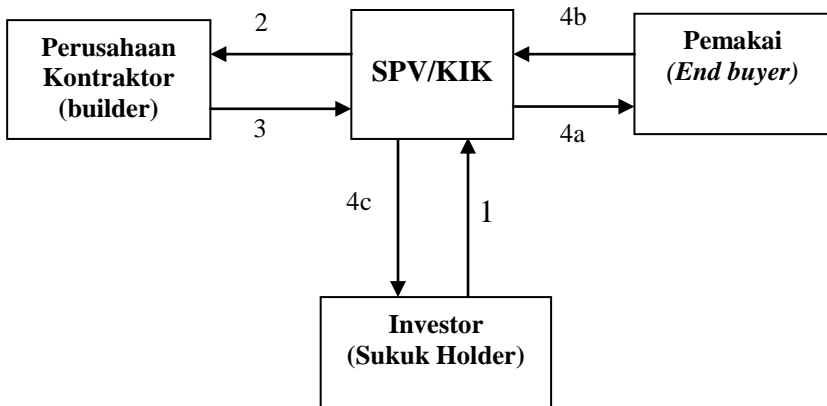 Perusahaan
Kontraktor
(builder)
2
3
SPV/KIK
4b
4a
Pemakai
(End buyer)
4c
1
Investor
(Sukuk Holder)